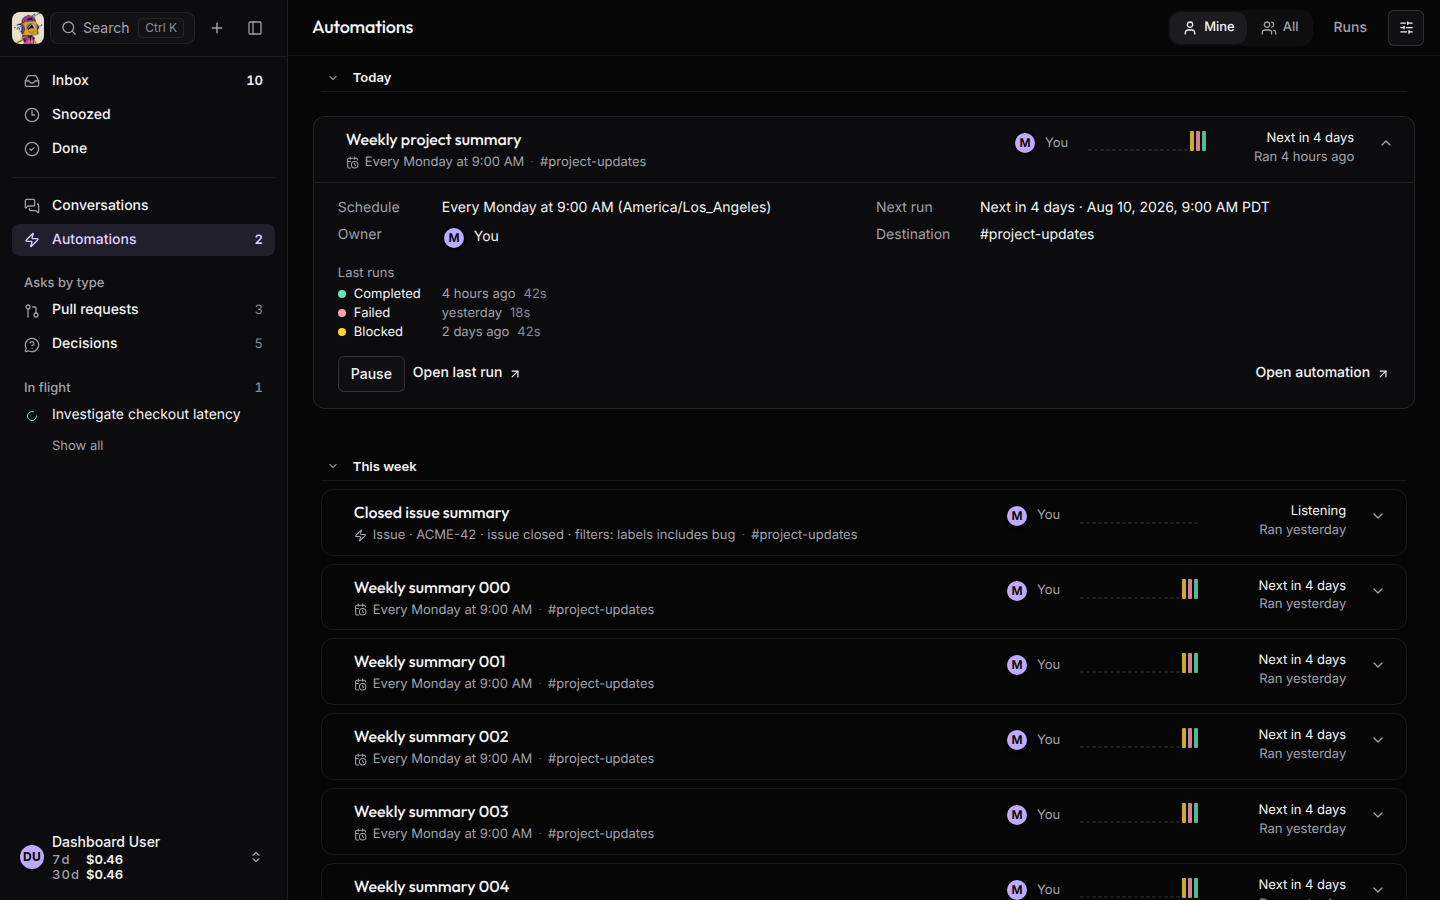 Search Ctrl K
Inbox 10
Snoozed
Done
Conversations
Automations 2
Asks by type
Pull requests 3
Decisions 5
In flight 1
Investigate checkout latency
Show all
DU Dashboard User
7d $0.46
30d $0.46
Automations
Mine All Runs
Today
Weekly project summary
Every Monday at 9:00 AM · #project-updates
M You
Next in 4 days
Ran 4 hours ago
Schedule Every Monday at 9:00 AM (America/Los_Angeles)
Next run Next in 4 days · Aug 10, 2026, 9:00 AM PDT
Owner M You
Destination #project-updates
Last runs
Completed 4 hours ago 42s
Failed yesterday 18s
Blocked 2 days ago 42s
Pause Open last run Open automation
This week
Closed issue summary
Issue · ACME-42 · issue closed · filters: labels includes bug · #project-updates
M You
Listening
Ran yesterday
Weekly summary 000
Every Monday at 9:00 AM · #project-updates
M You
Next in 4 days
Ran yesterday
Weekly summary 001
Every Monday at 9:00 AM · #project-updates
M You
Next in 4 days
Ran yesterday
Weekly summary 002
Every Monday at 9:00 AM · #project-updates
M You
Next in 4 days
Ran yesterday
Weekly summary 003
Every Monday at 9:00 AM · #project-updates
M You
Next in 4 days
Ran yesterday
Weekly summary 004
M You
Next in 4 days